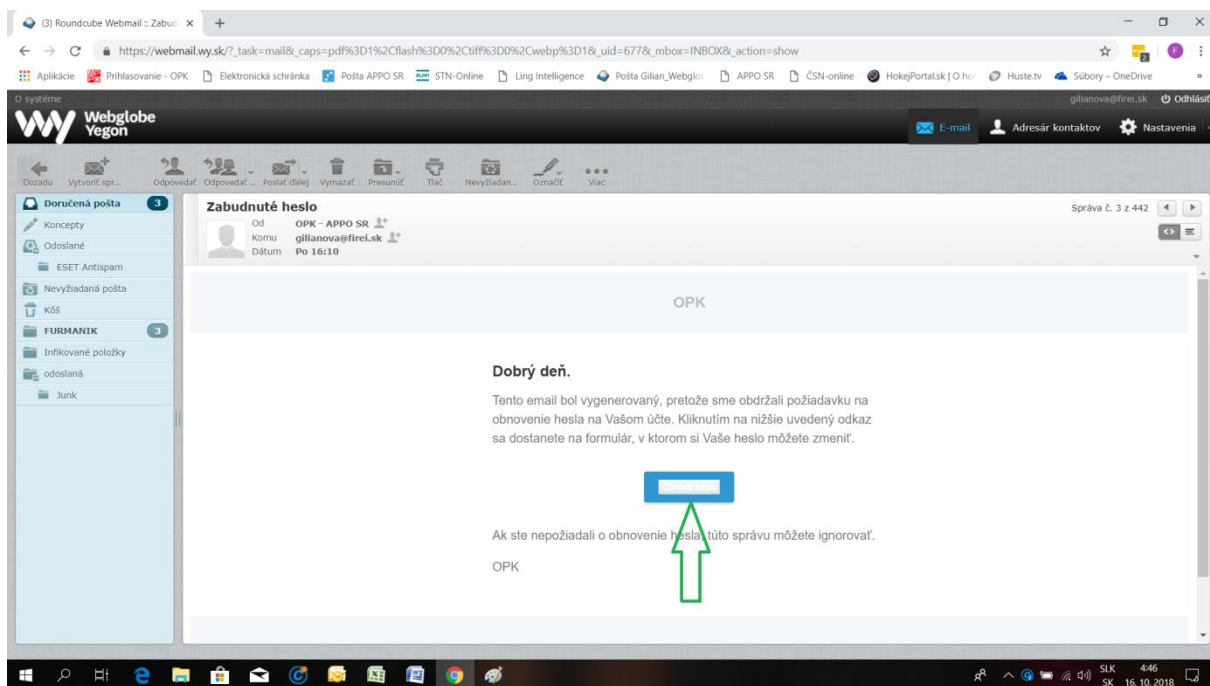 (3) Roundcube Webmail :: Zabud
https://webmail.wy.sk/?_task=mail&_caps=pdf%3D1%2Cflash%3D0%2Ctiff%3D0%2Cwebp%3D1&_uid=677&_mbox=INBOX&_action=show
Aplikácie Prihlasovanie - OPK Elektronická schránka Pošta APPO SR STN-Online Ling Intelligence Pošta Gilian_Webglo APPO SR ČSN-online HokejPortal.sk | O ho Huste.tv Súbory – OneDrive »
O systéme gilianova@firei.sk Odhlásiť
Webglobe
Yegon
E-mail Adresár kontaktov Nastavenia
Dozadu Vytvoriť spr... Odpovedať Odpovedať ... Poslať ďalej Vymazať Presunúť Tlač Nevyžiadan... Označiť Viac
Doručená pošta 3
Koncepty
Odoslané
ESET Antispam
Nevyžiadaná pošta
Kôš
FURMANIK 3
Infikované položky
odoslaná
Junk
Zabudnuté heslo
Správa č. 3 z 442
Od OPK - APPO SR
Komu gilianova@firei.sk
Dátum Po 16:10
OPK
Dobrý deň.
Tento email bol vygenerovaný, pretože sme obdržali požiadavku na
obnovenie hesla na Vašom účte. Kliknutím na nižšie uvedený odkaz
sa dostanete na formulár, v ktorom si Vaše heslo môžete zmeniť.
Ak ste nepožiadali o obnovenie hesla, túto správu môžete ignorovať.
OPK
SLK 4:46
SK 16. 10. 2018